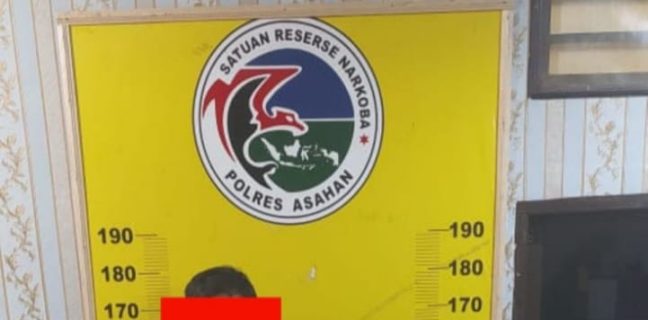 SATUAN RESERSE NARKOBA
POLRES ASAHAN
190 190
180 180
170 170